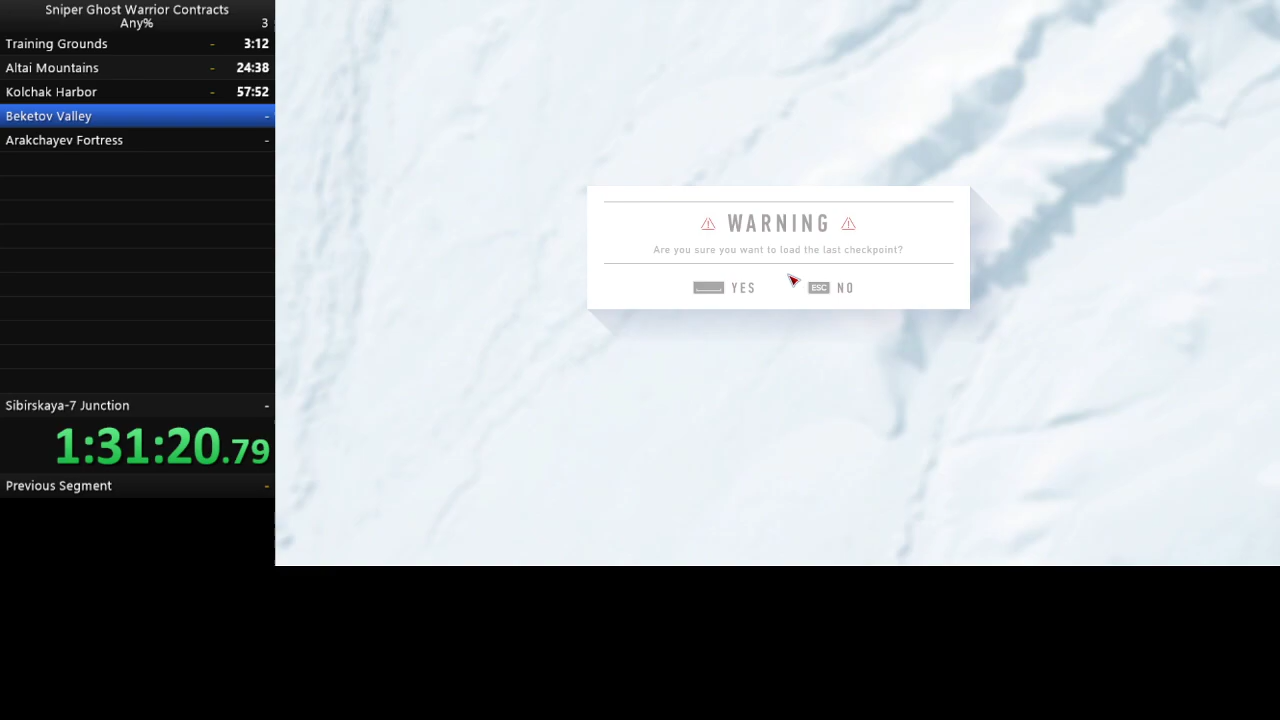 Sniper Ghost Warrior Contracts
Any% 3
Training Grounds - 3:12
Altai Mountains - 24:38
Kolchak Harbor - 57:52
Beketov Valley -
Arakchayev Fortress -
WARNING
Are you sure you want to load the last checkpoint?
YES ESC NO
Sibirskaya-7 Junction -
1:31:20.79
Previous Segment -